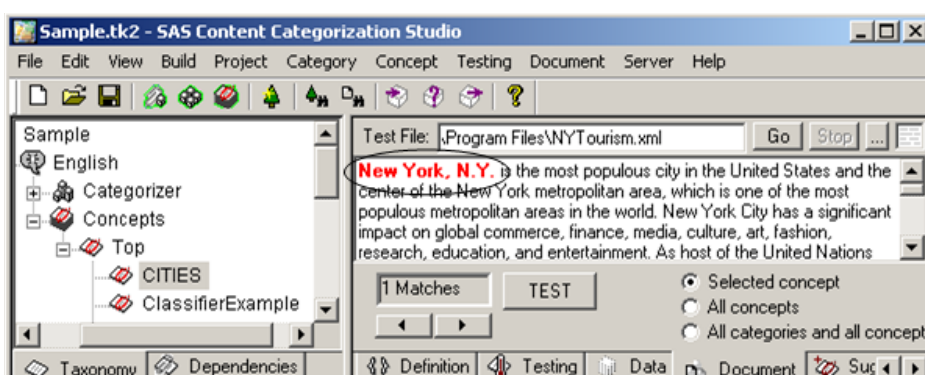 Sample.tk2 - SAS Content Categorization Studio
File Edit View Build Project Category Concept Testing Document Server Help
Sample
English
Categorizer
Concepts
Top
CITIES
ClassifierExample
Taxonomy Dependencies
Test File: .Program Files\NYTourism.xml Go Stop ...
New York, N.Y. is the most populous city in the United States and the
center of the New York metropolitan area, which is one of the most
populous metropolitan areas in the world. New York City has a significant
impact on global commerce, finance, media, culture, art, fashion,
research, education, and entertainment. As host of the United Nations
1 Matches TEST
Selected concept
All concepts
All categories and all concept
Definition Testing Data Document